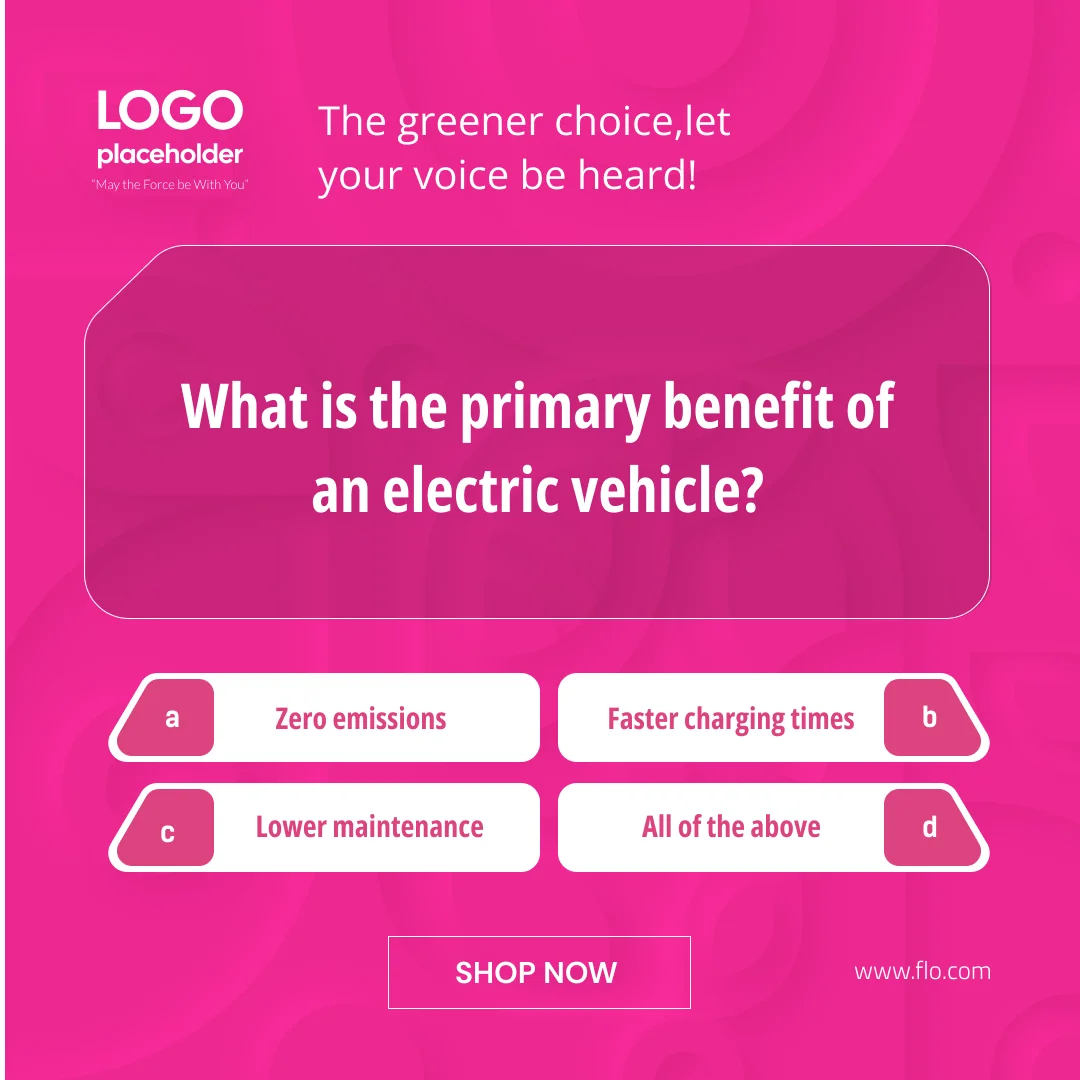 LOGO
placeholder
"May the Force be With You"
The greener choice,let
your voice be heard!
What is the primary benefit of
an electric vehicle?
a
Zero emissions
Faster charging times
b
c
Lower maintenance
All of the above
d
SHOP NOW
www.flo.com